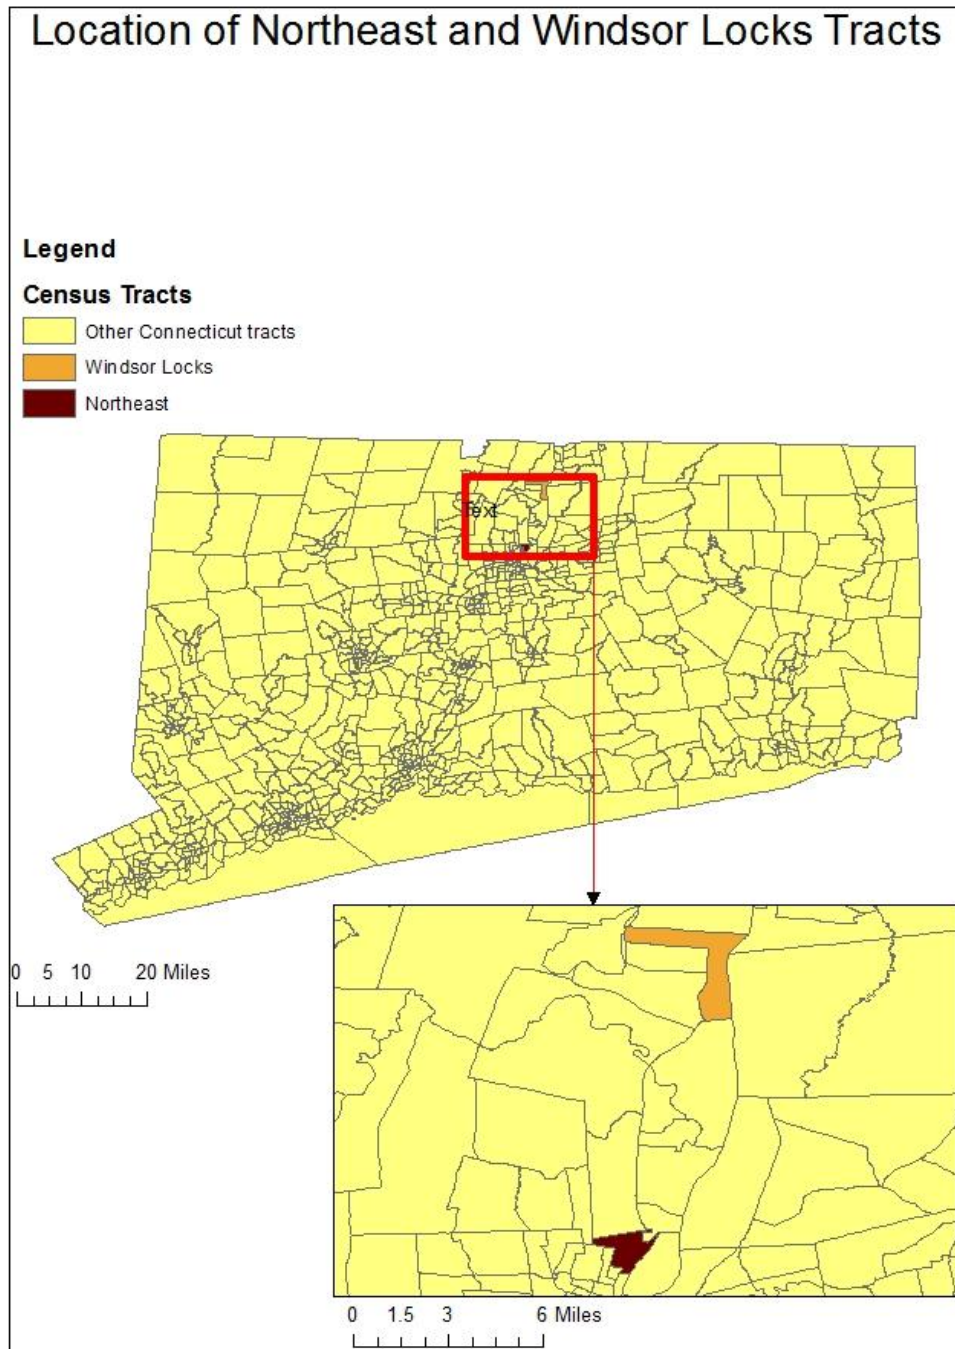 Location of Northeast and Windsor Locks Tracts
Legend
Census Tracts
Other Connecticut tracts
Windsor Locks
Northeast
Text
0 5 10 20 Miles
0 1.5 3 6 Miles